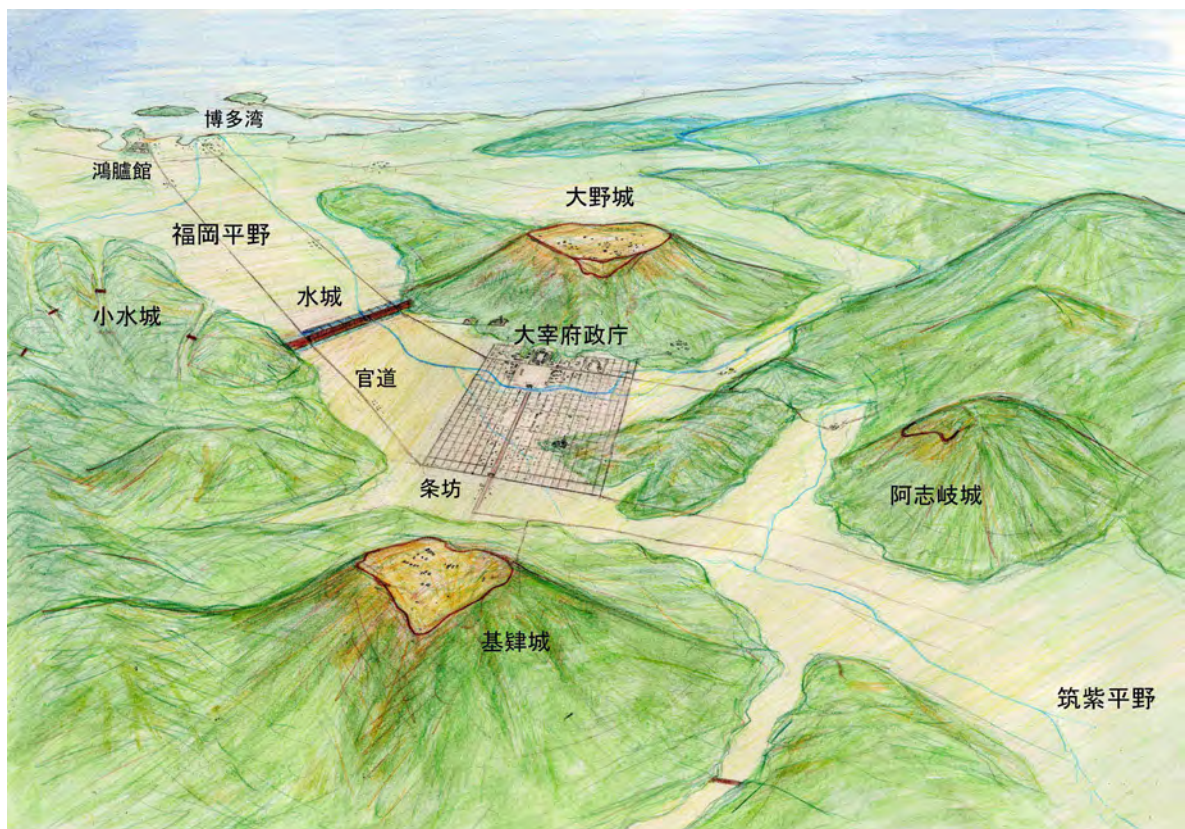 博多湾
鴻臚館
大野城
福岡平野
水城
小水城
大宰府政庁
官道
条坊
阿志岐城
基肄城
筑紫平野